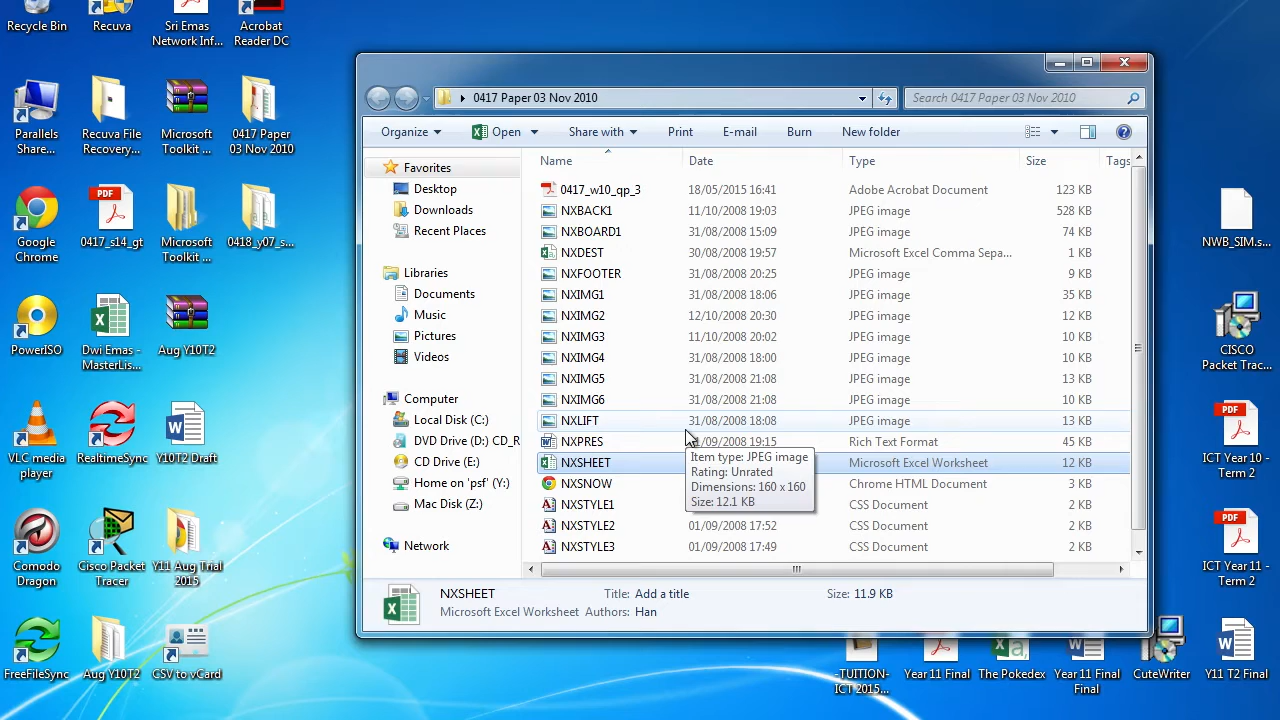 Recycle Bin
Recuva
Sri Emas
Network Inf...
Acrobat
Reader DC
Parallels
Share...
Recuva File
Recovery...
Microsoft
Toolkit ...
0417 Paper
03 Nov 2010
Google
Chrome
PDF
0417_s14_gt
Microsoft
Toolkit ...
0418_y07_s...
PowerISO
Dwi Emas -
MasterLis...
Aug Y10T2
VLC media
player
RealtimeSync
Y10T2 Draft
Comodo
Dragon
Cisco Packet
Tracer
Y11 Aug Trial
2015
FreeFileSync
Aug Y10T2
CSV to vCard
0417 Paper 03 Nov 2010
Search 0417 Paper 03 Nov 2010
Organize
Open
Share with
Print
E-mail
Burn
New folder
Favorites
Desktop
Downloads
Recent Places
Libraries
Documents
Music
Pictures
Videos
Computer
Local Disk (C:)
DVD Drive (D:) CD_R
CD Drive (E:)
Home on 'psf' (Y:)
Mac Disk (Z:)
Network
Name Date Type Size Tags
0417_w10_qp_3 18/05/2015 16:41 Adobe Acrobat Document 123 KB
NXBACK1 11/10/2008 19:03 JPEG image 528 KB
NXBOARD1 31/08/2008 15:09 JPEG image 74 KB
NXDEST 30/08/2008 19:57 Microsoft Excel Comma Sepa... 1 KB
NXFOOTER 31/08/2008 20:25 JPEG image 9 KB
NXIMG1 31/08/2008 18:06 JPEG image 35 KB
NXIMG2 12/10/2008 20:30 JPEG image 12 KB
NXIMG3 11/10/2008 20:02 JPEG image 10 KB
NXIMG4 31/08/2008 18:00 JPEG image 10 KB
NXIMG5 31/08/2008 21:08 JPEG image 13 KB
NXIMG6 31/08/2008 21:08 JPEG image 10 KB
NXLIFT 31/08/2008 18:08 JPEG image 13 KB
NXPRES 1/09/2008 19:15 Rich Text Format 45 KB
NXSHEET Microsoft Excel Worksheet 12 KB
NXSNOW Chrome HTML Document 3 KB
NXSTYLE1 CSS Document 2 KB
NXSTYLE2 01/09/2008 17:52 CSS Document 2 KB
NXSTYLE3 01/09/2008 17:49 CSS Document 2 KB
Item type: JPEG image
Rating: Unrated
Dimensions: 160 x 160
Size: 12.1 KB
NXSHEET Title: Add a title Size: 11.9 KB
Microsoft Excel Worksheet Authors: Han
NWB_SIM.s...
CISCO
Packet Trac...
PDF
ICT Year 10 -
Term 2
PDF
ICT Year 11 -
Term 2
-TUITION-
ICT 2015...
Year 11 Final
The Pokedex
Year 11 Final
Final
CuteWriter
Y11 T2 Final